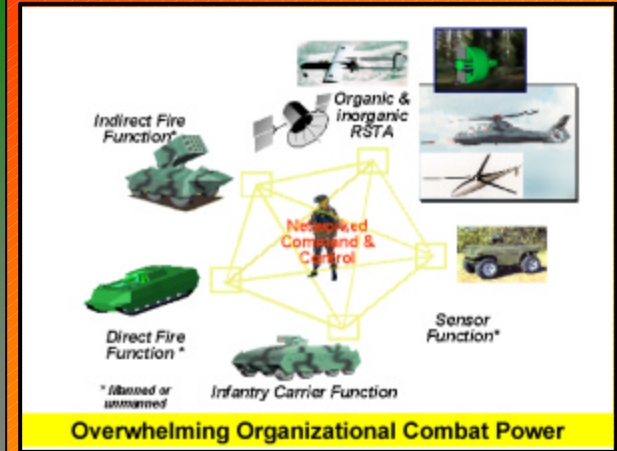 Organic &
inorganic
RSTA
Indirect Fire
Function*
Networked
Command &
Control
Sensor
Function*
Direct Fire
Function *
* Manned or
unmanned
Infantry Carrier Function
Overwhelming Organizational Combat Power